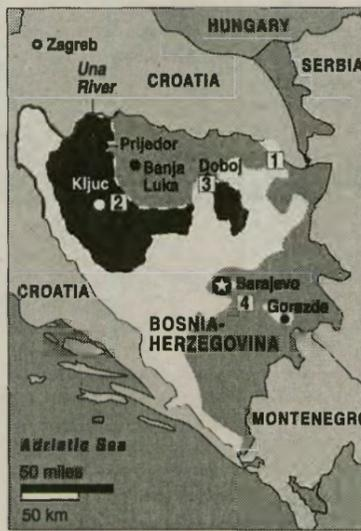 HUNGARY
Zagreb
SERBIA
Una
River
CROATIA
Prijedor
Banja
Luka
Doboj
1
3
Kljuc
2
Sarajevo
4
CROATIA
Gorazde
BOSNIA-
HERZEGOVINA
MONTENEGRO
Adriatic Sea
50 miles
50 km